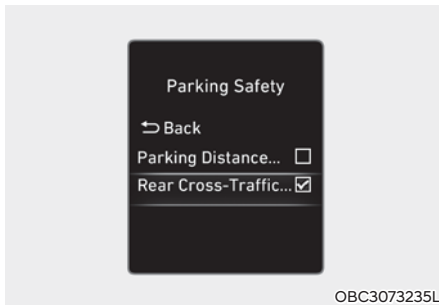 Parking Safety
Back
Parking Distance...
Rear Cross-Traffic...
OBC3073235L